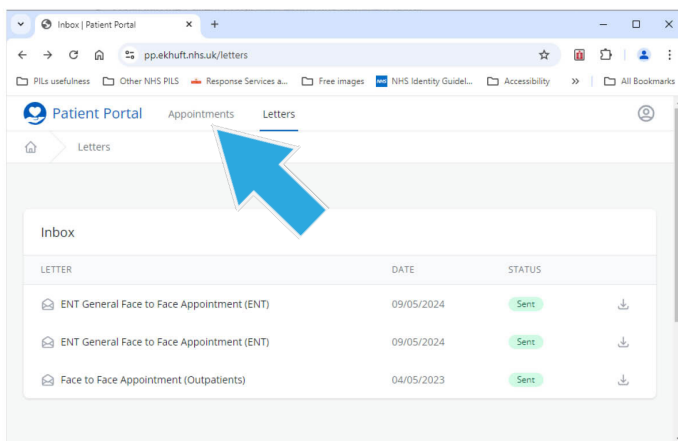 Inbox | Patient Portal
pp.ekhuft.nhs.uk/letters
PILs usefulness Other NHS PILS Response Services a... Free images NHS NHS Identity Guidel... Accessibility » All Bookmarks
Patient Portal Appointments Letters
Letters
Inbox
LETTER DATE STATUS
ENT General Face to Face Appointment (ENT) 09/05/2024 Sent
ENT General Face to Face Appointment (ENT) 09/05/2024 Sent
Face to Face Appointment (Outpatients) 04/05/2023 Sent